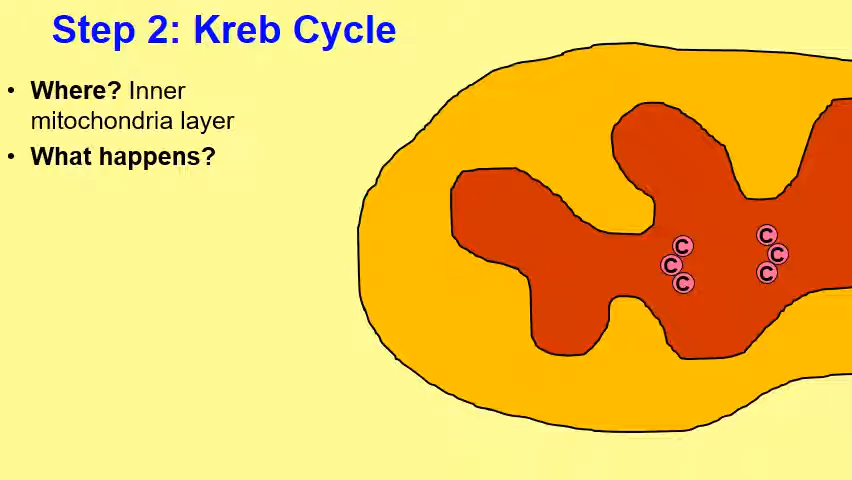 Step 2: Kreb Cycle
• Where? Inner
mitochondria layer
• What happens?
C
C
C
C
C
C